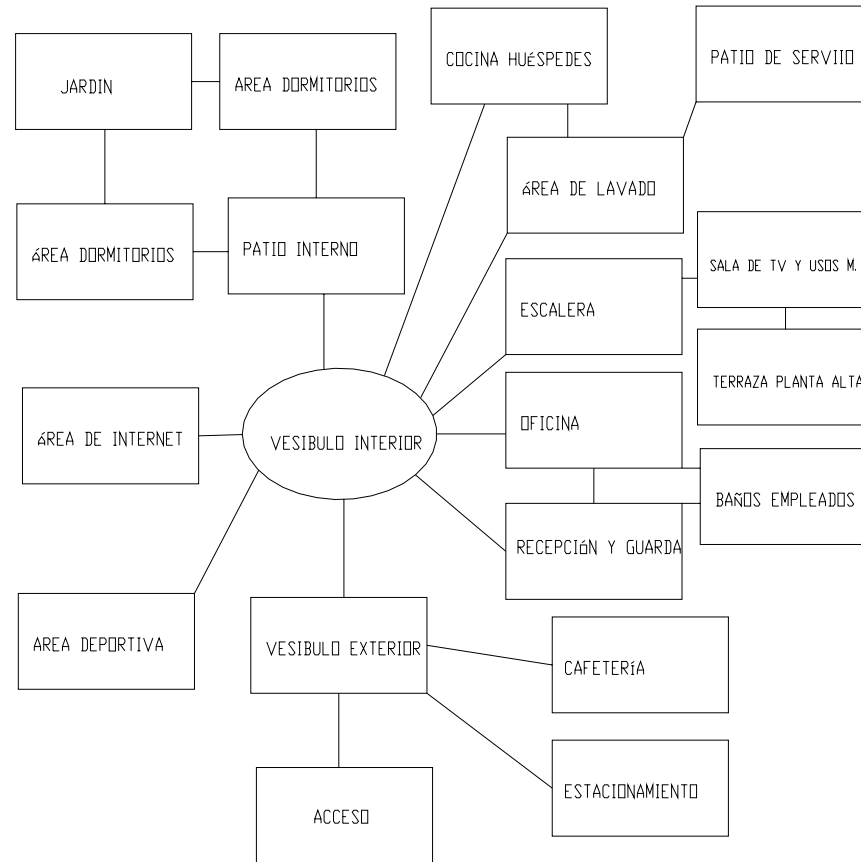 COCINA HUéSPEDES
PATIO DE SERVIIO
JARDIN
AREA DORMITORIOS
áREA DE LAVADO
áREA DORMITORIOS
PATIO INTERNO
SALA DE TV Y USOS M.
ESCALERA
TERRAZA PLANTA ALTA
OFICINA
áREA DE INTERNET
VESIBULO INTERIOR
BAñOS EMPLEADOS
RECEPCIóN Y GUARDA
AREA DEPORTIVA
VESIBULO EXTERIOR
CAFETERíA
ESTACIONAMIENTO
ACCESO